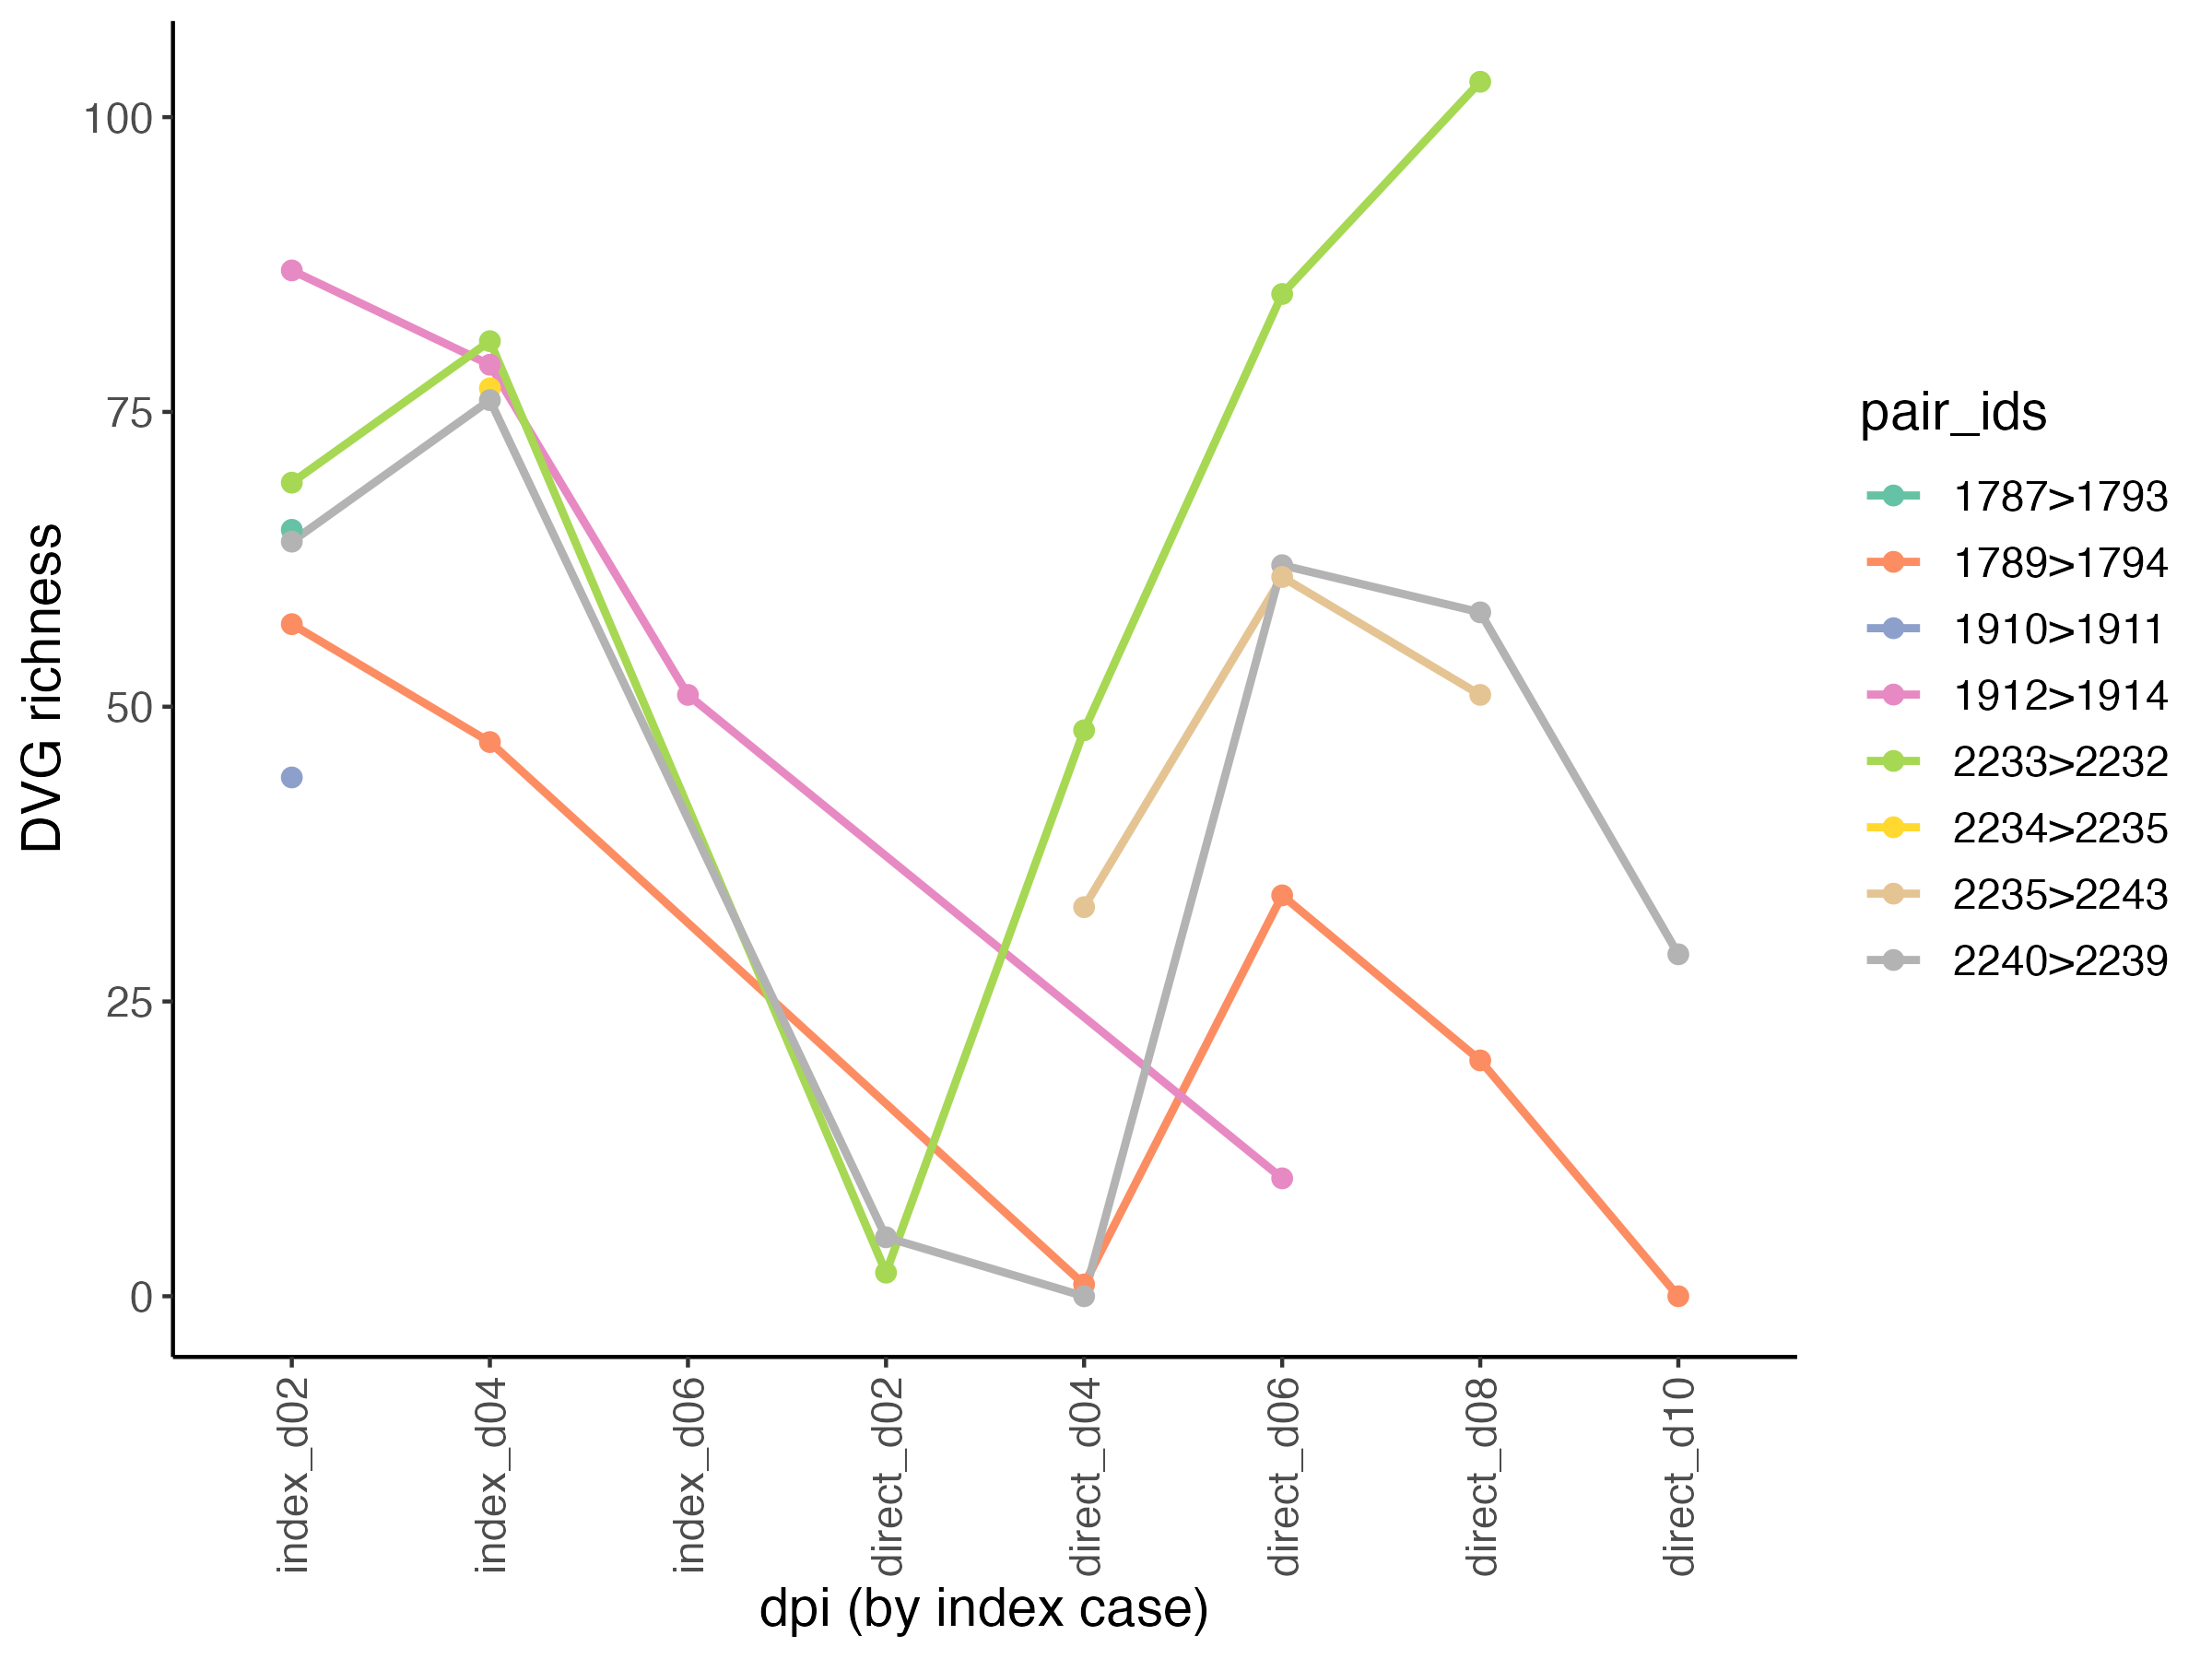 DVG richness
100
75
50
25
0
index_d02
index_d04
index_d06
direct_d02
direct_d04
direct_d06
direct_d08
direct_d10
dpi (by index case)
pair_ids
1787>1793
1789>1794
1910>1911
1912>1914
2233>2232
2234>2235
2235>2243
2240>2239